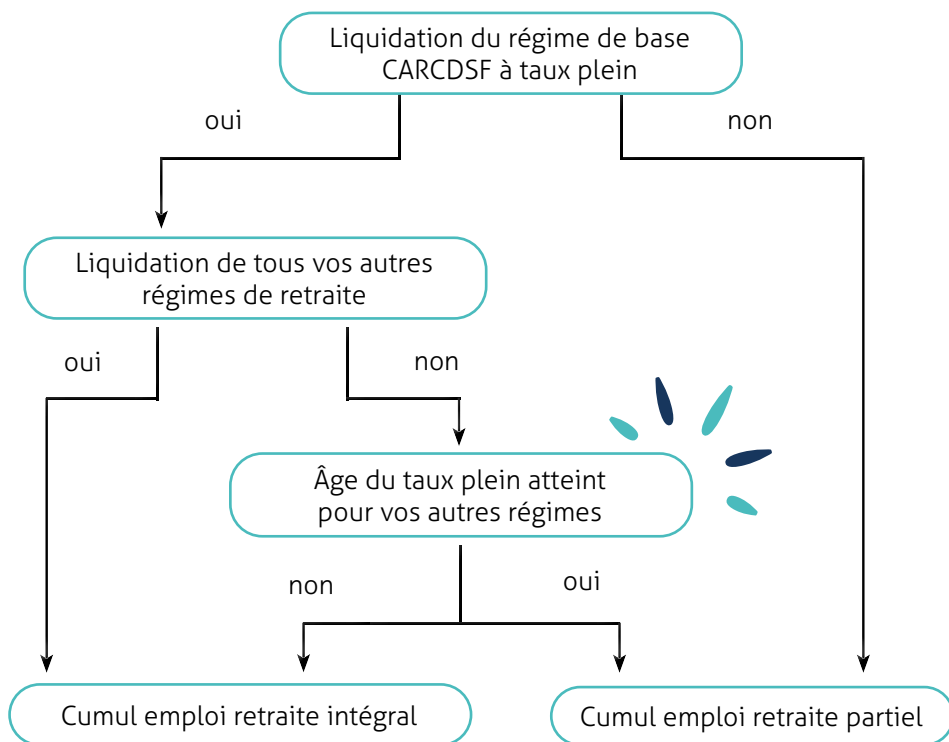 Liquidation du régime de base
CARCDSF à taux plein
oui
non
Liquidation de tous vos autres
régimes de retraite
oui
non
Âge du taux plein atteint
pour vos autres régimes
non
oui
Cumul emploi retraite intégral
Cumul emploi retraite partiel